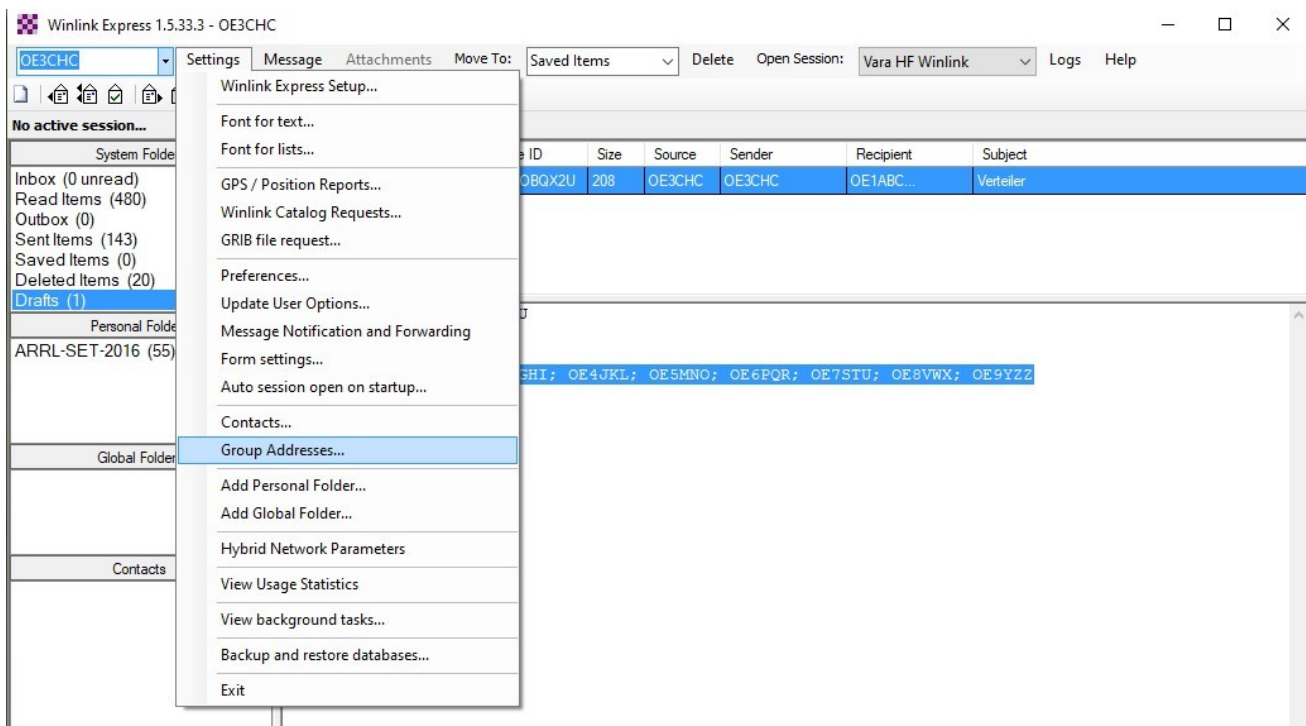 Winlink Express 1.5.33.3 - OE3CHC
OE3CHC Settings Message Attachments Move To: Saved Items Delete Open Session: Vara HF Winlink Logs Help
No active session...
System Folde
Inbox (0 unread)
Read Items (480)
Outbox (0)
Sent Items (143)
Saved Items (0)
Deleted Items (20)
Drafts (1)
Personal Folde
ARRL-SET-2016 (55)
Global Folder
Contacts
Winlink Express Setup...
Font for text...
Font for lists...
GPS / Position Reports...
Winlink Catalog Requests...
GRIB file request...
Preferences...
Update User Options...
Message Notification and Forwarding
Form settings...
Auto session open on startup...
Contacts...
Group Addresses...
Add Personal Folder...
Add Global Folder...
Hybrid Network Parameters
View Usage Statistics
View background tasks...
Backup and restore databases...
Exit
ID Size Source Sender Recipient Subject
OBQX2U 208 OE3CHC OE3CHC OE1ABC... Verteiler
GHI; OE4JKL; OE5MNO; OE6PQR; OE7STU; OE8VWX; OE9YZZ